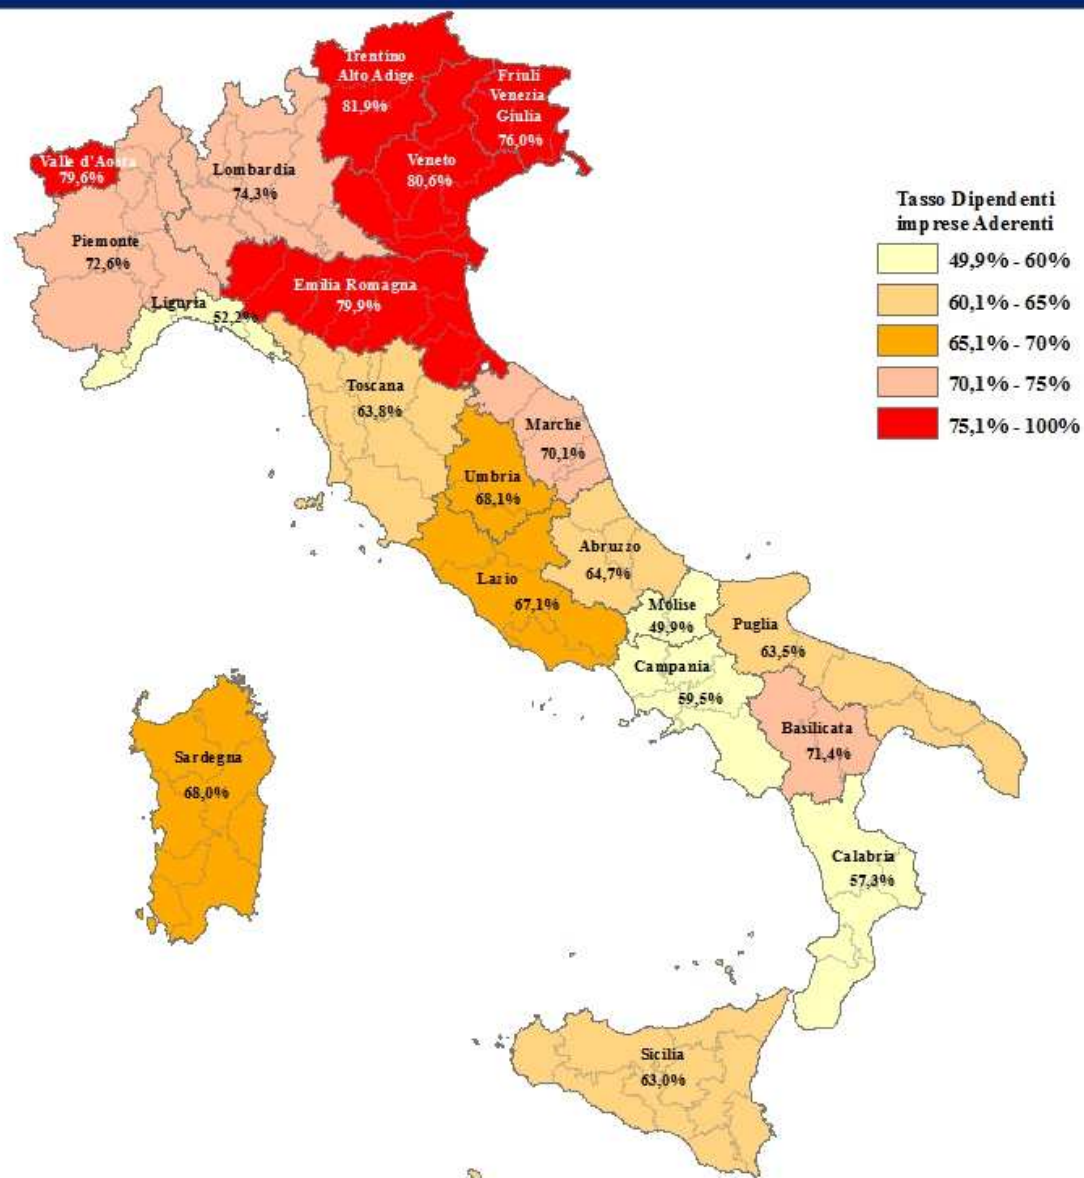 Trentino
Alto Adige
81,9%
Friuli
Venezia
Giulia
76,0%
Valle d'Aosta
79,6%
Lombardia
74,3%
Veneto
80,6%
Piemonte
72,6%
Emilia Romagna
79,9%
Liguria
52,2%
Toscana
63,8%
Marche
70,1%
Umbria
68,1%
Abruzzo
64,7%
Lazio
67,1%
Molise
49,9%
Puglia
63,5%
Campania
59,5%
Basilicata
71,4%
Sardegna
68,0%
Calabria
57,3%
Sicilia
63,0%
Tasso Dipendenti
imprese Aderenti
49,9% - 60%
60,1% - 65%
65,1% - 70%
70,1% - 75%
75,1% - 100%